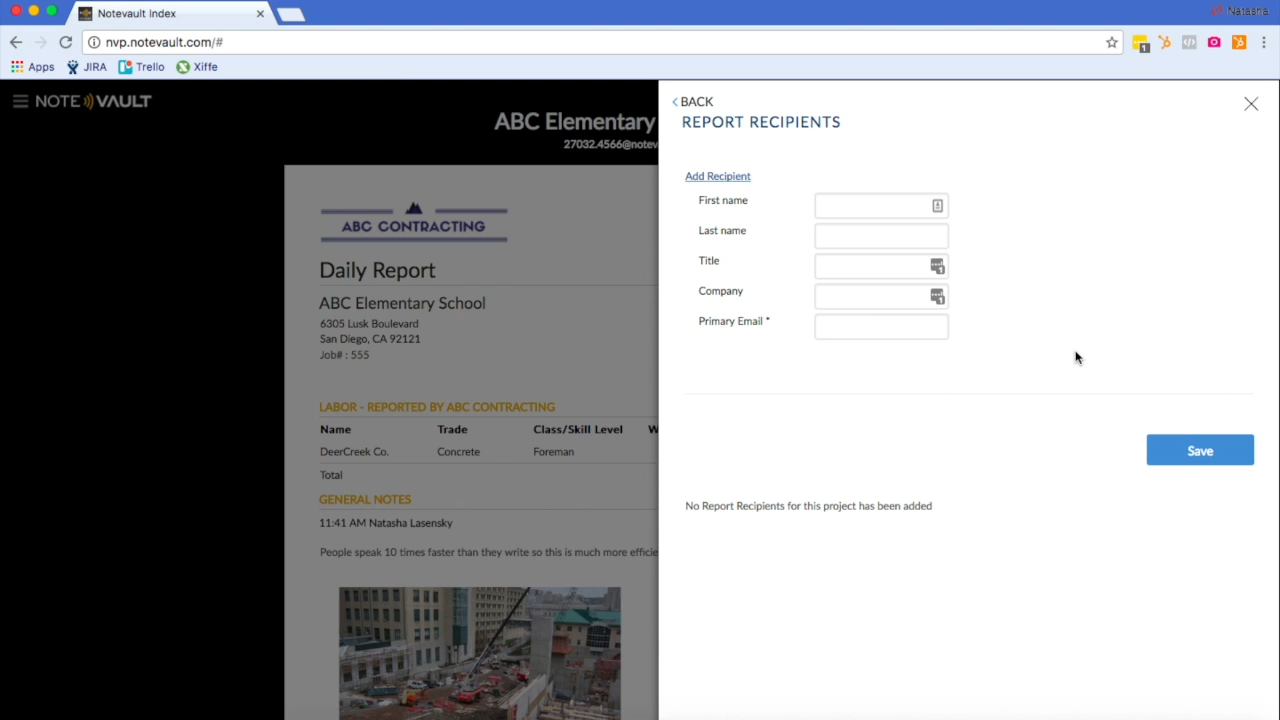 Notevault Index
Natasha
nvp.notevault.com/#
1
Apps
JIRA
Trello
Xiffe
NOTE VAULT
ABC Elementary
27032.4566@notev
ABC CONTRACTING
Daily Report
ABC Elementary School
6305 Lusk Boulevard
San Diego, CA 92121
Job# : 555
LABOR - REPORTED BY ABC CONTRACTING
Name Trade Class/Skill Level W
DeerCreek Co. Concrete Foreman
Total
GENERAL NOTES
11:41 AM Natasha Lasensky
People speak 10 times faster than they write so this is much more efficie
BACK
REPORT RECIPIENTS
Add Recipient
First name
Last name
Title
1
Company
1
Primary Email *
Save
No Report Recipients for this project has been added